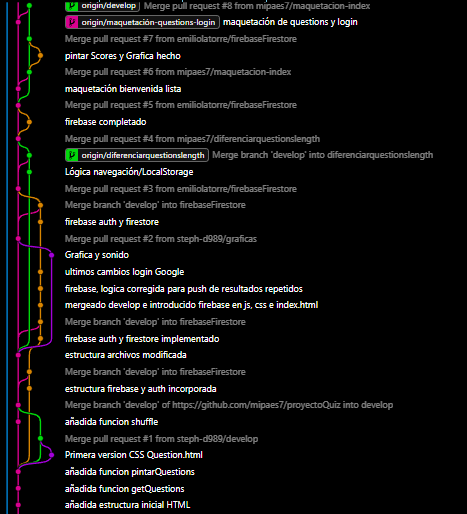 origin/develop Merge pull request #8 from mipaes7/maquetacion-index
origin/maquetación-questions-login maquetación de questions y login
Merge pull request #7 from emiliolatorre/firebaseFirestore
pintar Scores y Grafica hecho
Merge pull request #6 from mipaes7/maquetacion-index
maquetación bienvenida lista
Merge pull request #5 from emiliolatorre/firebaseFirestore
firebase completado
Merge pull request #4 from mipaes7/diferenciarquestionslength
origin/diferenciarquestionslength Merge branch 'develop' into diferenciarquestionslength
Lógica navegación/LocalStorage
Merge pull request #3 from emiliolatorre/firebaseFirestore
Merge branch 'develop' into firebaseFirestore
firebase auth y firestore
Merge pull request #2 from steph-d989/graficas
Grafica y sonido
ultimos cambios login Google
firebase, logica corregida para push de resultados repetidos
mergeado develop e introducido firebase en js, css e index.html
Merge branch 'develop' into firebaseFirestore
firebase auth y firestore implementado
estructura archivos modificada
Merge branch 'develop' into firebaseFirestore
estructura firebase y auth incorporada
Merge branch 'develop' of https://github.com/mipaes7/proyectoQuiz into develop
añadida funcion shuffle
Merge pull request #1 from steph-d989/develop
Primera version CSS Question.html
añadida funcion pintarQuestions
añadida funcion getQuestions
añadida estructura inicial HTML